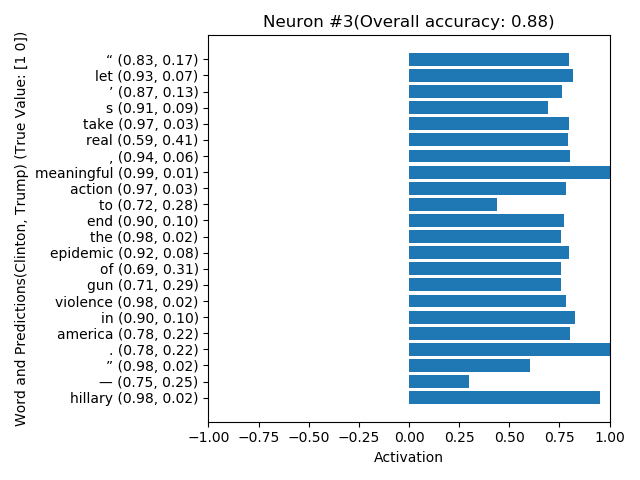 Neuron #3(Overall accuracy: 0.88)
Word and Predictions(Clinton, Trump) (True Value: [1 0])
“ (0.83, 0.17)
let (0.93, 0.07)
’ (0.87, 0.13)
s (0.91, 0.09)
take (0.97, 0.03)
real (0.59, 0.41)
, (0.94, 0.06)
meaningful (0.99, 0.01)
action (0.97, 0.03)
to (0.72, 0.28)
end (0.90, 0.10)
the (0.98, 0.02)
epidemic (0.92, 0.08)
of (0.69, 0.31)
gun (0.71, 0.29)
violence (0.98, 0.02)
in (0.90, 0.10)
america (0.78, 0.22)
. (0.78, 0.22)
” (0.98, 0.02)
— (0.75, 0.25)
hillary (0.98, 0.02)
−1.00 −0.75 −0.50 −0.25 0.00 0.25 0.50 0.75 1.00
Activation